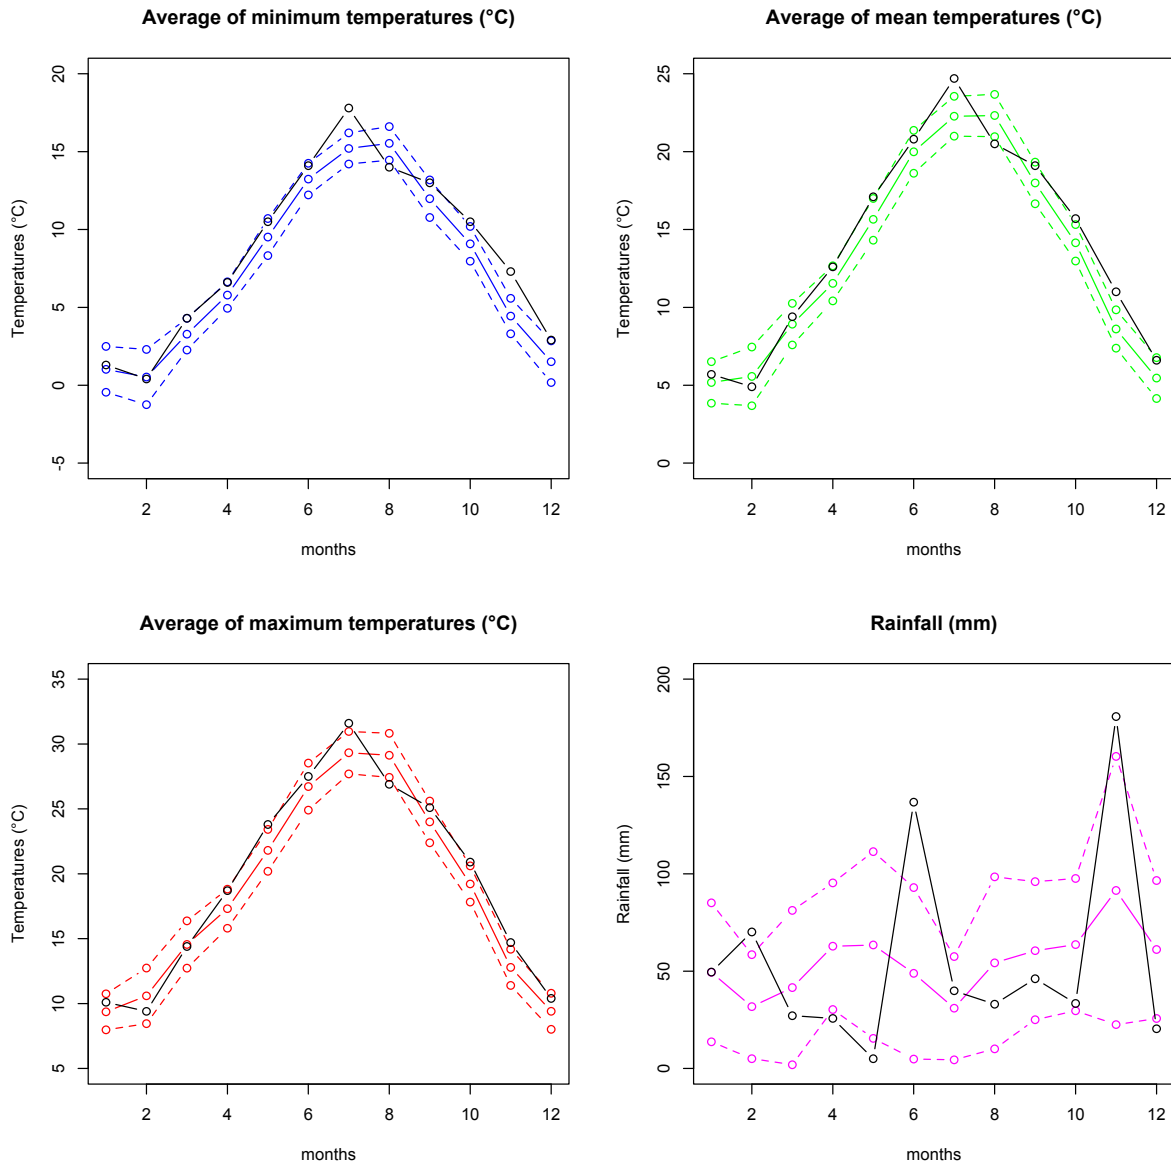 Average of minimum temperatures (°C)
Temperatures (°C)
20
15
10
5
0
-5
2 4 6 8 10 12
months
Average of mean temperatures (°C)
Temperatures (°C)
25
20
15
10
5
0
2 4 6 8 10 12
months
Average of maximum temperatures (°C)
Temperatures (°C)
35
30
25
20
15
10
5
2 4 6 8 10 12
months
Rainfall (mm)
Rainfall (mm)
200
150
100
50
0
2 4 6 8 10 12
months